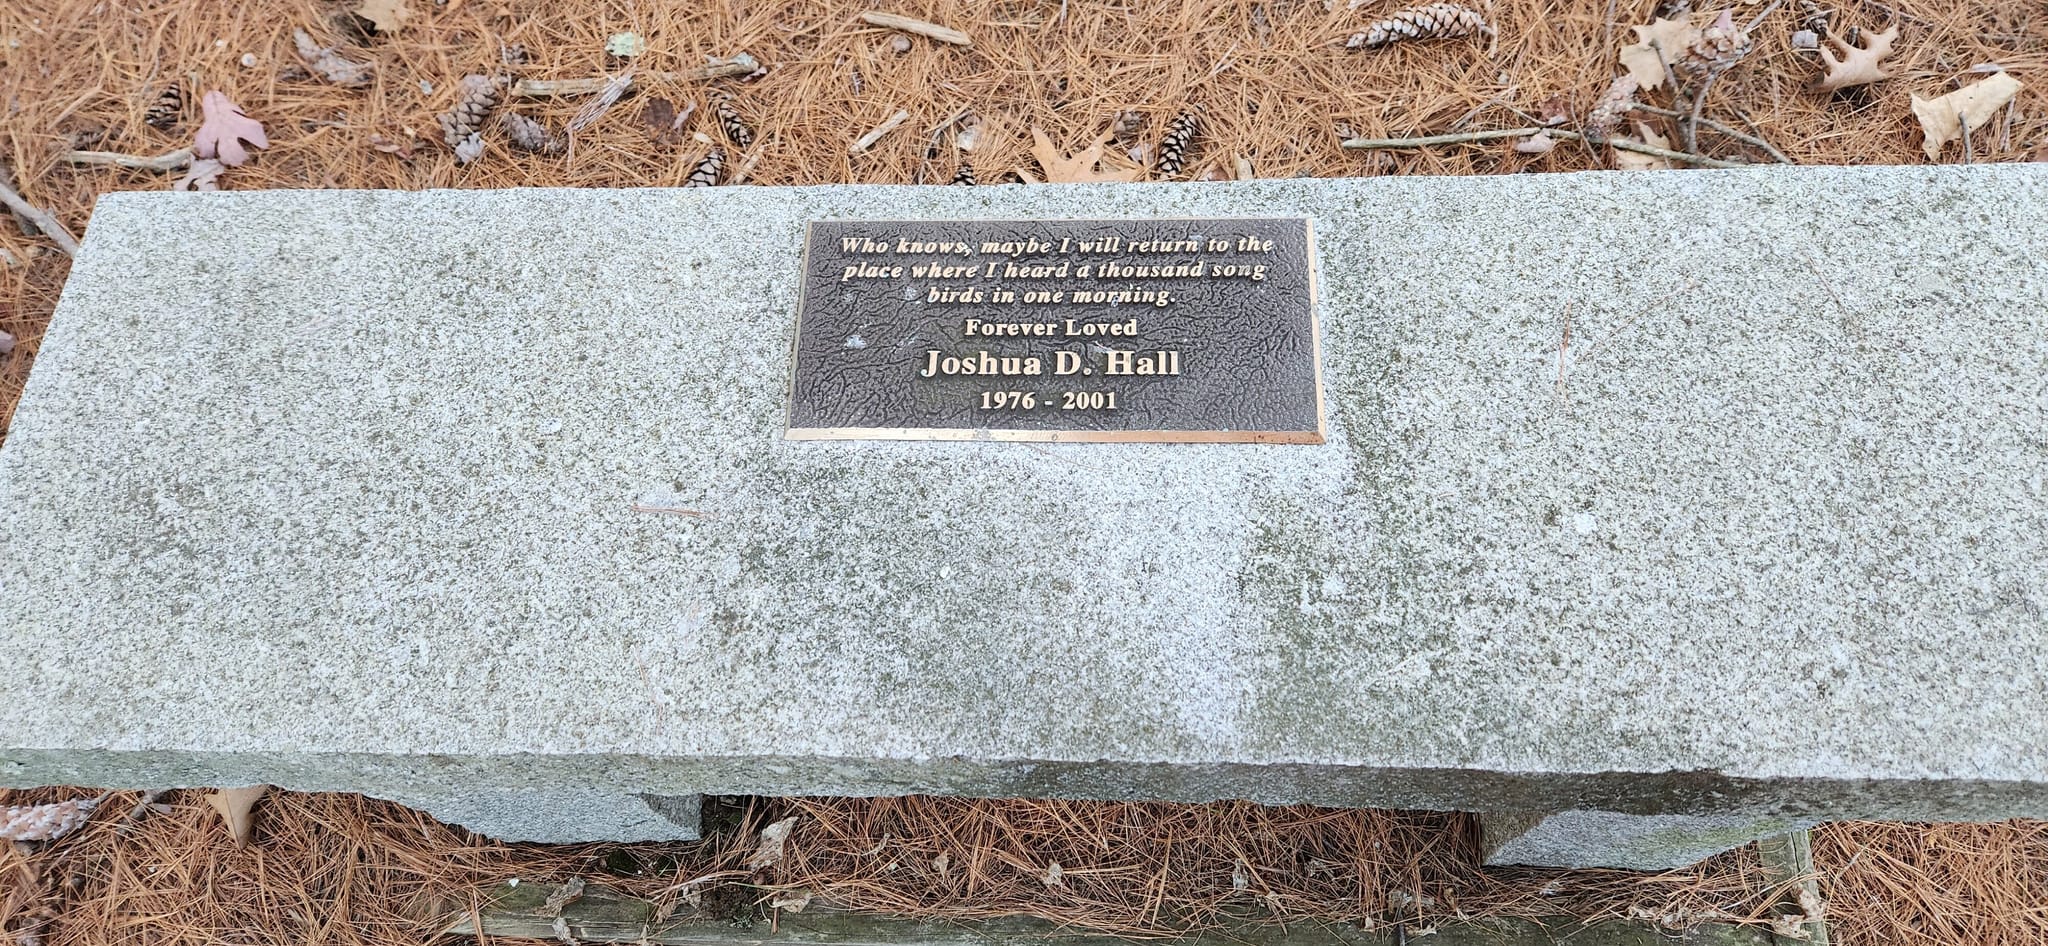 Who knows, maybe I will return to the
place where I heard a thousand song
birds in one morning.
Forever Loved
Joshua D. Hall
1976 - 2001